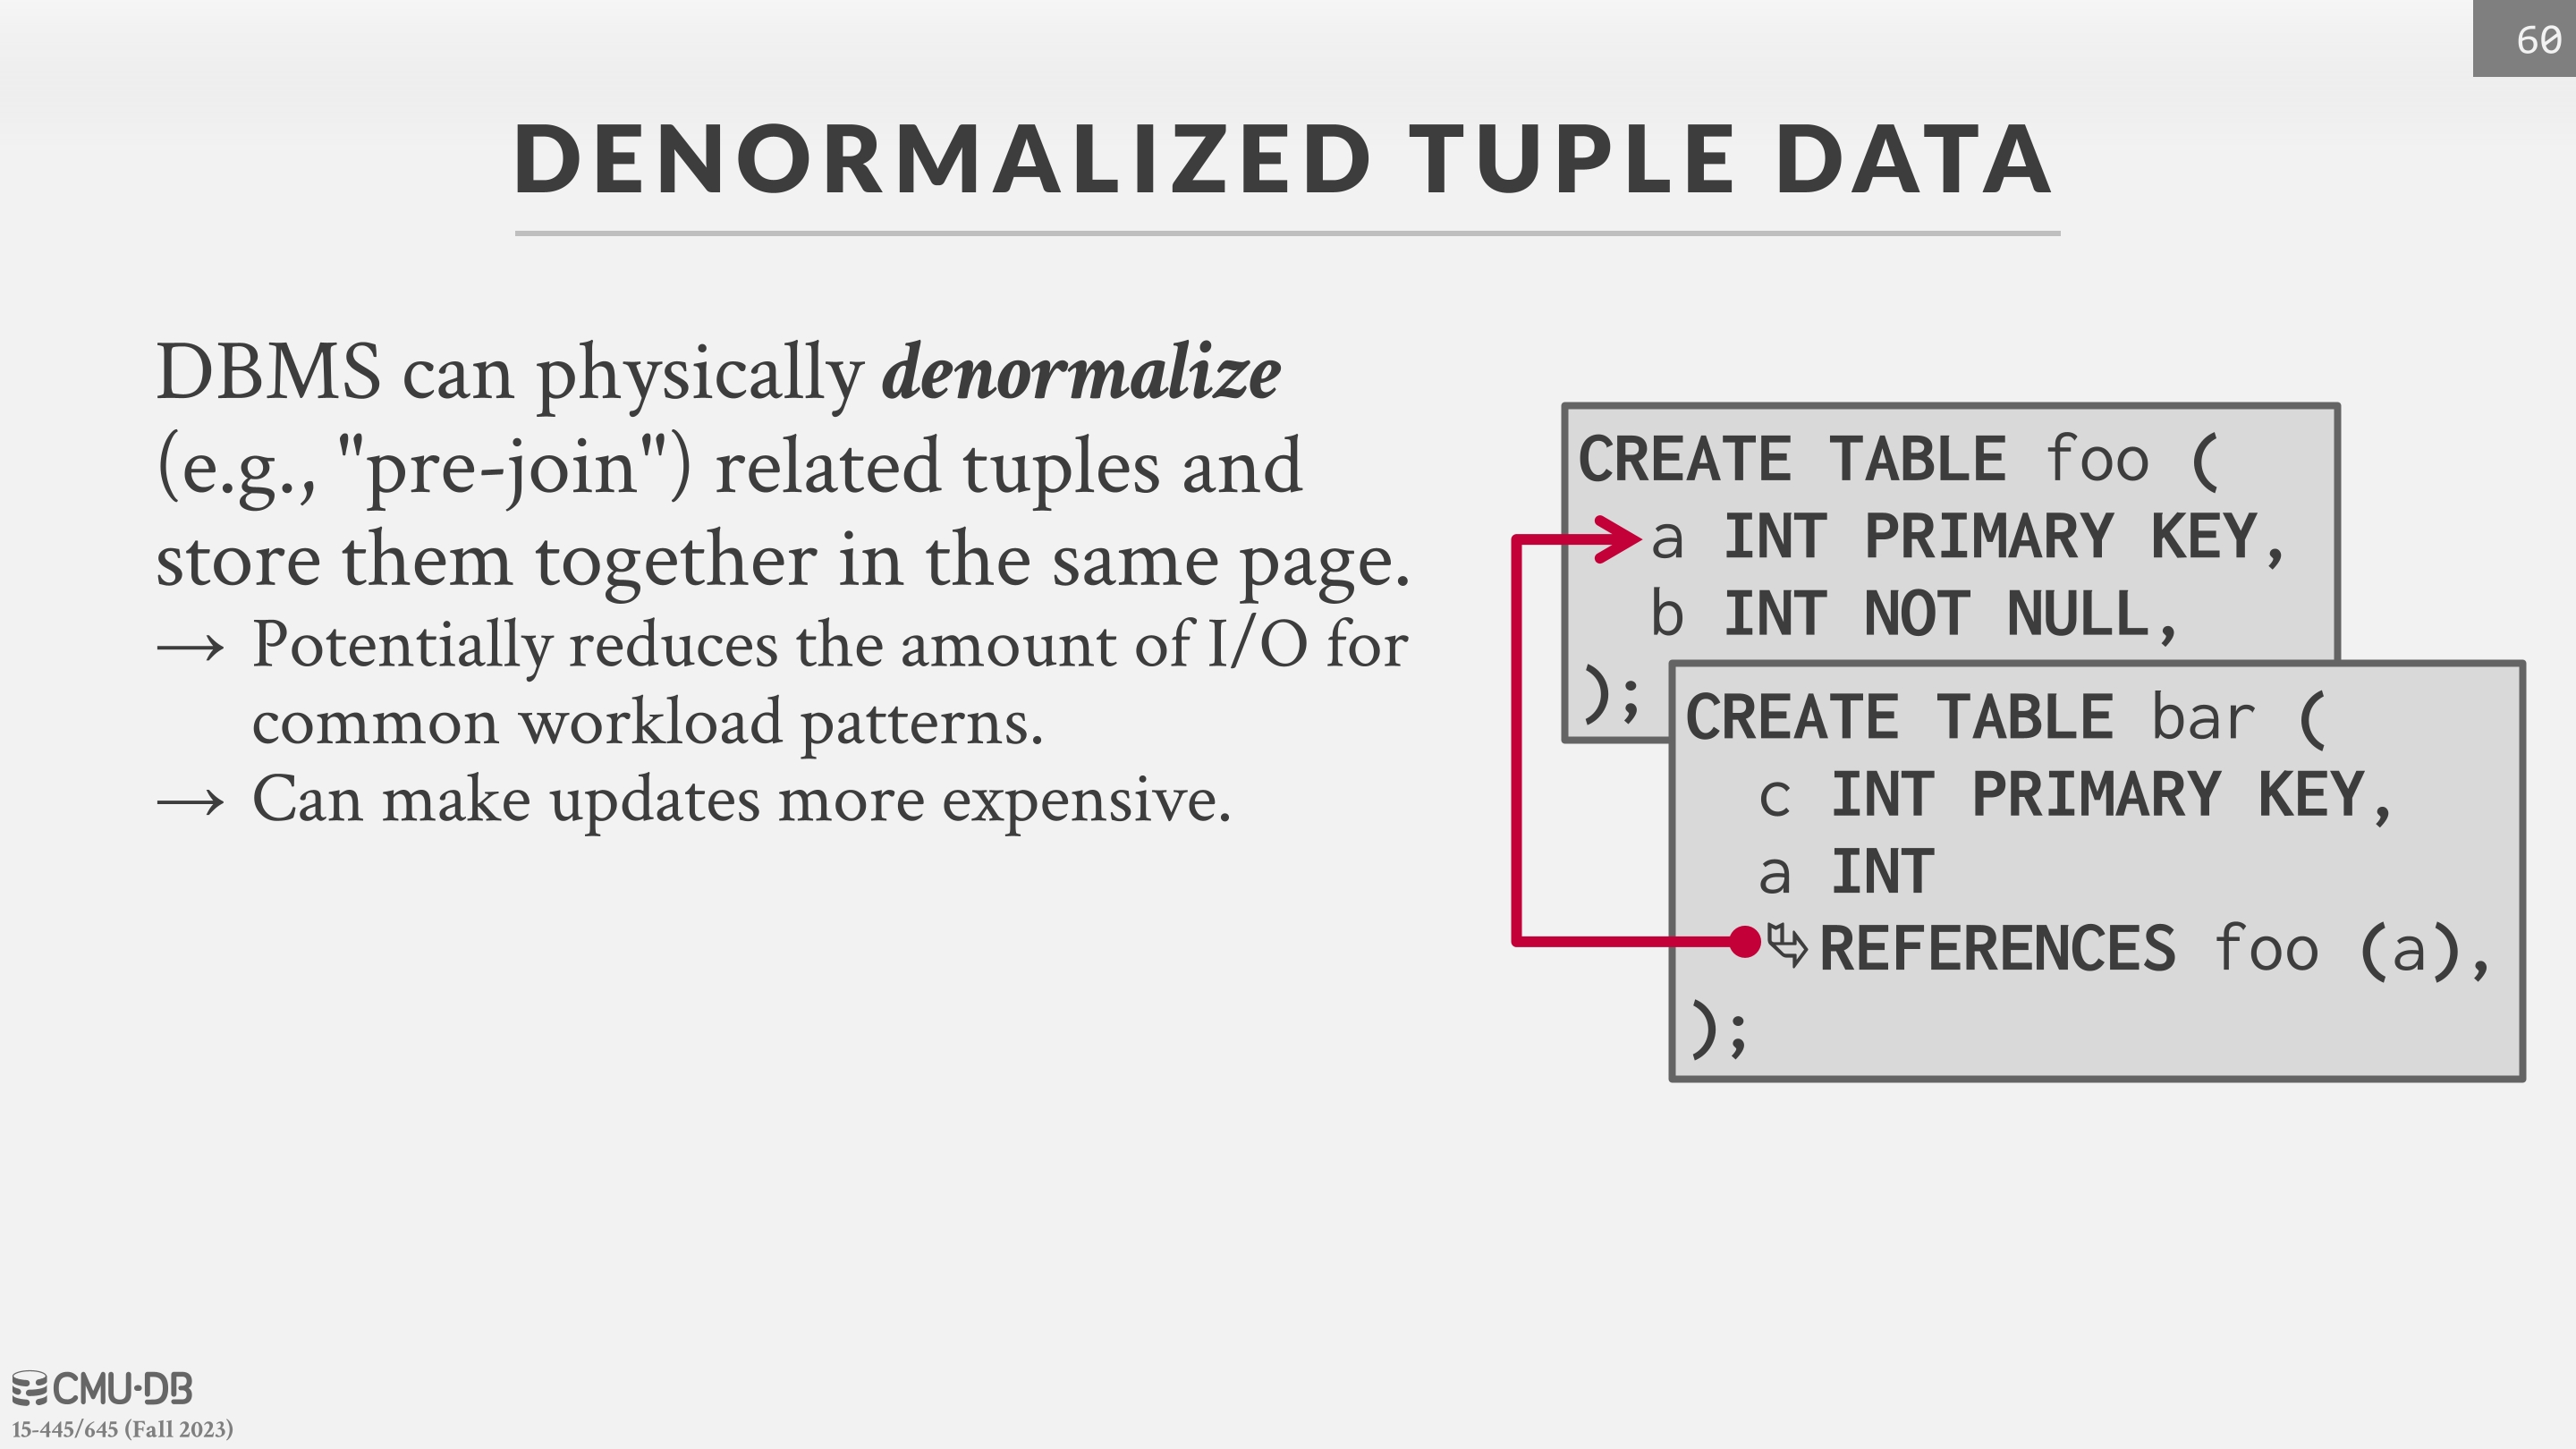 60
DENORMALIZED TUPLE DATA
DBMS can physically denormalize
(e.g., "pre-join") related tuples and
store them together in the same page.
→ Potentially reduces the amount of I/O for
common workload patterns.
→ Can make updates more expensive.
CREATE TABLE foo (
a INT PRIMARY KEY,
b INT NOT NULL,
);
CREATE TABLE bar (
c INT PRIMARY KEY,
a INT
⮱REFERENCES foo (a),
);
CMU·DB
15-445/645 (Fall 2023)